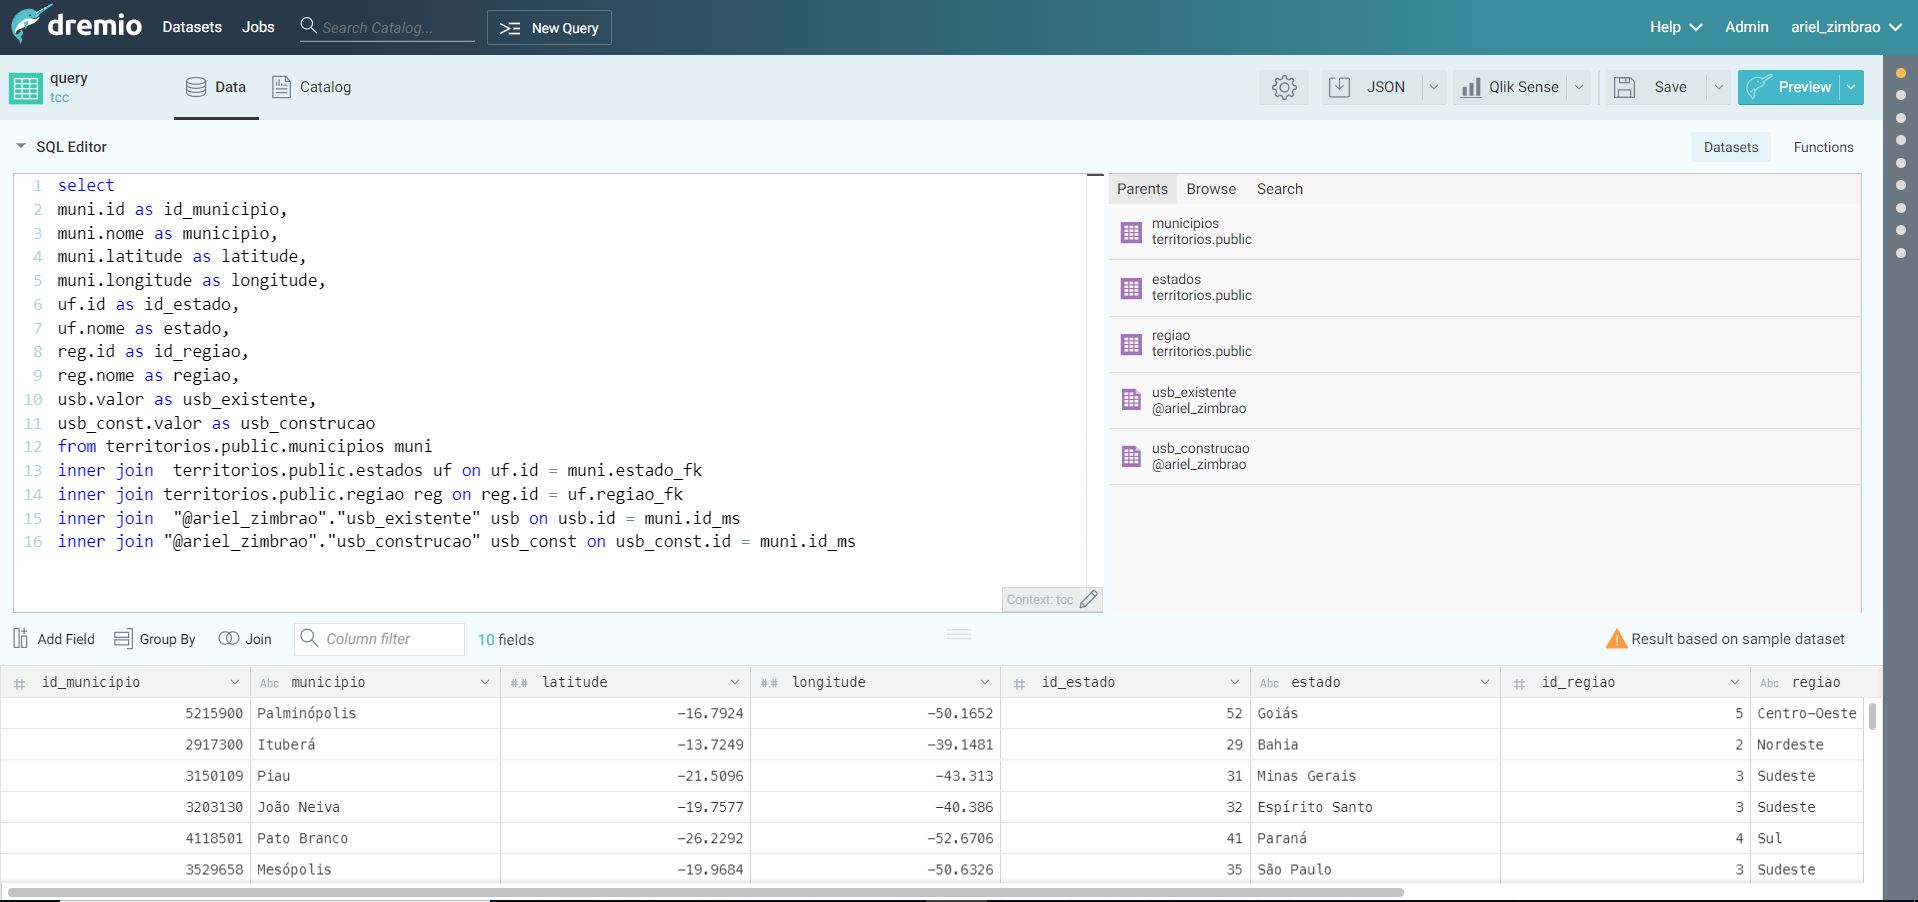 dremio Datasets Jobs Search Catalog... New Query Help Admin ariel_zimbrao
query
tcc
Data Catalog JSON Qlik Sense Save Preview
SQL Editor Datasets Functions
1 select
2 muni.id as id_municipio,
3 muni.nome as municipio,
4 muni.latitude as latitude,
5 muni.longitude as longitude,
6 uf.id as id_estado,
7 uf.nome as estado,
8 reg.id as id_regiao,
9 reg.nome as regiao,
10 usb.valor as usb_existente,
11 usb_const.valor as usb_construcao
12 from territorios.public.municipios muni
13 inner join  territorios.public.estados uf on uf.id = muni.estado_fk
14 inner join territorios.public.regiao reg on reg.id = uf.regiao_fk
15 inner join  "@ariel_zimbrao"."usb_existente" usb on usb.id = muni.id_ms
16 inner join "@ariel_zimbrao"."usb_construcao" usb_const on usb_const.id = muni.id_ms
Context: tcc
Parents Browse Search
municipios
territorios.public
estados
territorios.public
regiao
territorios.public
usb_existente
@ariel_zimbrao
usb_construcao
@ariel_zimbrao
Add Field Group By Join Column filter 10 fields Result based on sample dataset
# id_municipio Abc municipio #.# latitude #.# longitude # id_estado Abc estado # id_regiao Abc regiao
5215900 Palminópolis -16.7924 -50.1652 52 Goiás 5 Centro-Oeste
2917300 Ituberá -13.7249 -39.1481 29 Bahia 2 Nordeste
3150109 Piau -21.5096 -43.313 31 Minas Gerais 3 Sudeste
3203130 João Neiva -19.7577 -40.386 32 Espírito Santo 3 Sudeste
4118501 Pato Branco -26.2292 -52.6706 41 Paraná 4 Sul
3529658 Mesópolis -19.9684 -50.6326 35 São Paulo 3 Sudeste